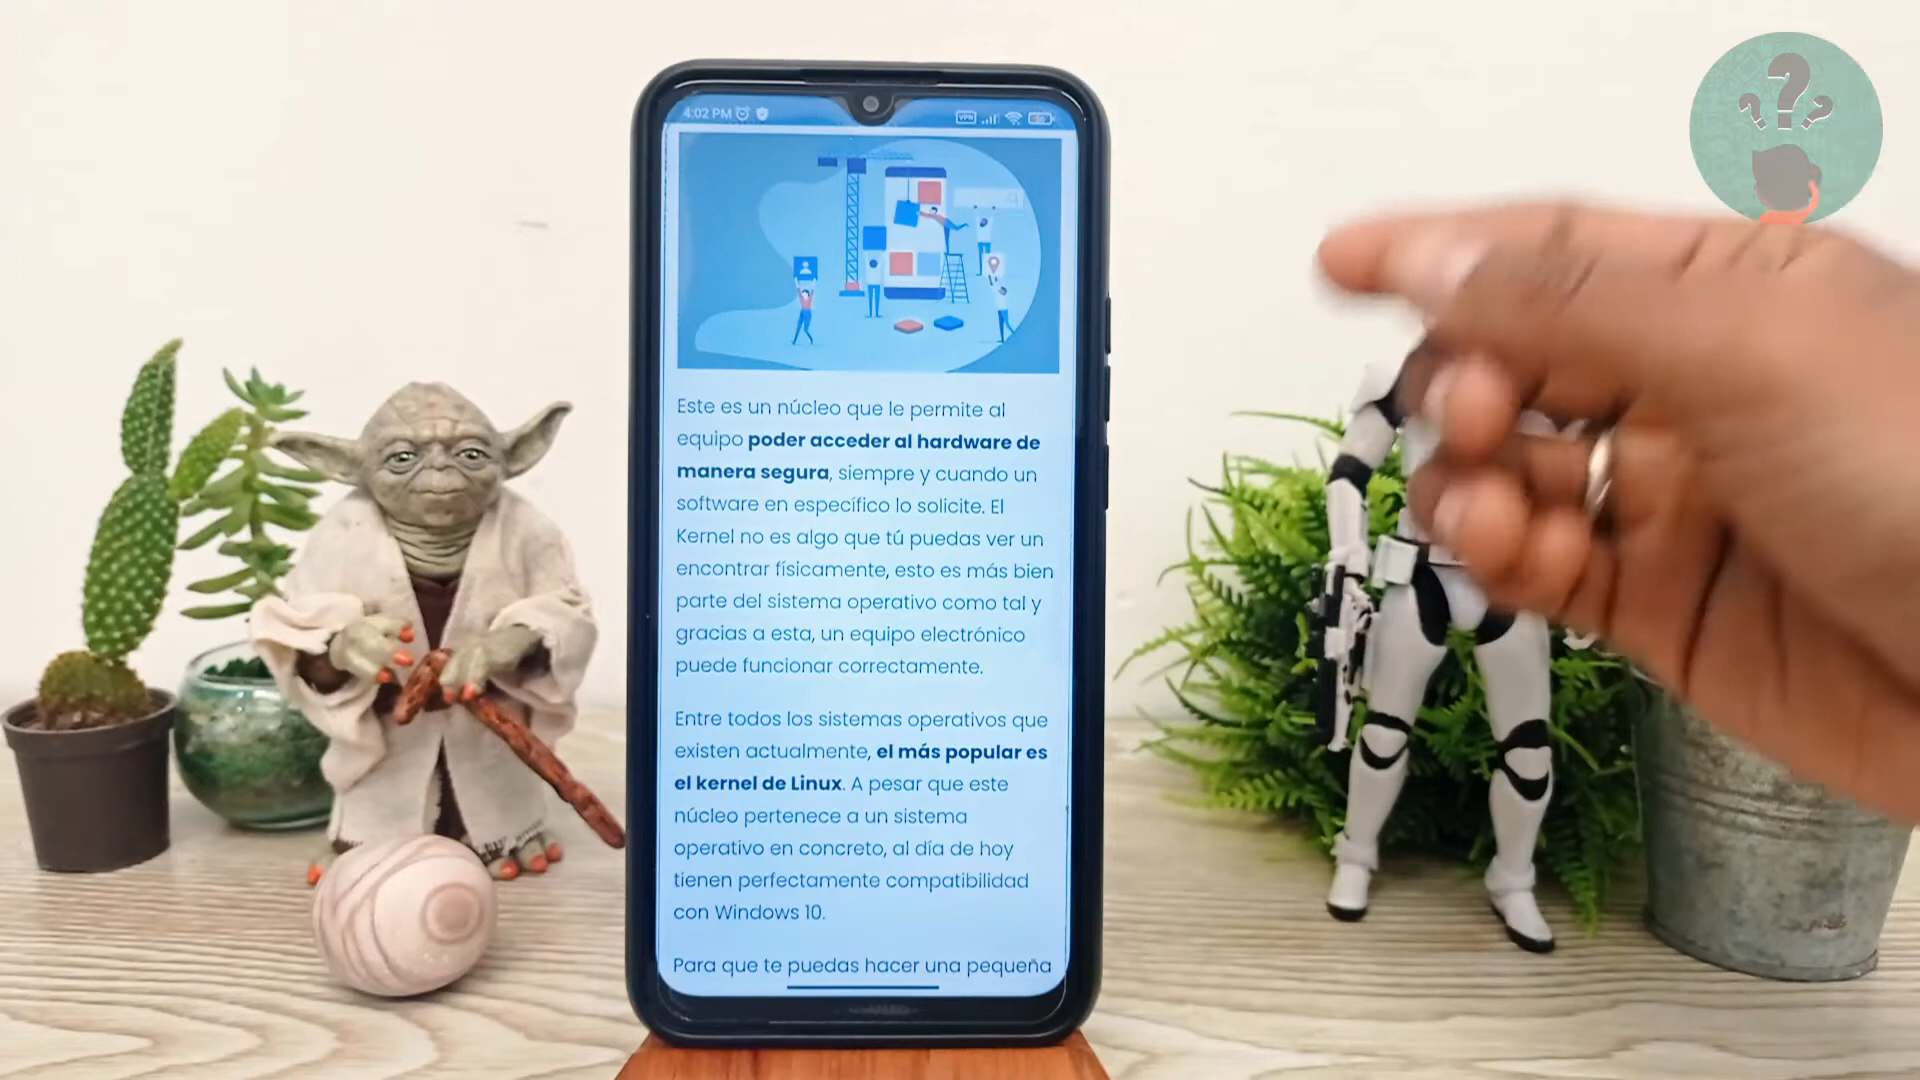 4:02 PM
VPN
Este es un núcleo que le permite al
equipo poder acceder al hardware de
manera segura, siempre y cuando un
software en específico lo solicite. El
Kernel no es algo que tú puedas ver un
encontrar físicamente, esto es más bien
parte del sistema operativo como tal y
gracias a esta, un equipo electrónico
puede funcionar correctamente.
Entre todos los sistemas operativos que
existen actualmente, el más popular es
el kernel de Linux. A pesar que este
núcleo pertenece a un sistema
operativo en concreto, al día de hoy
tienen perfectamente compatibilidad
con Windows 10.
Para que te puedas hacer una pequeña